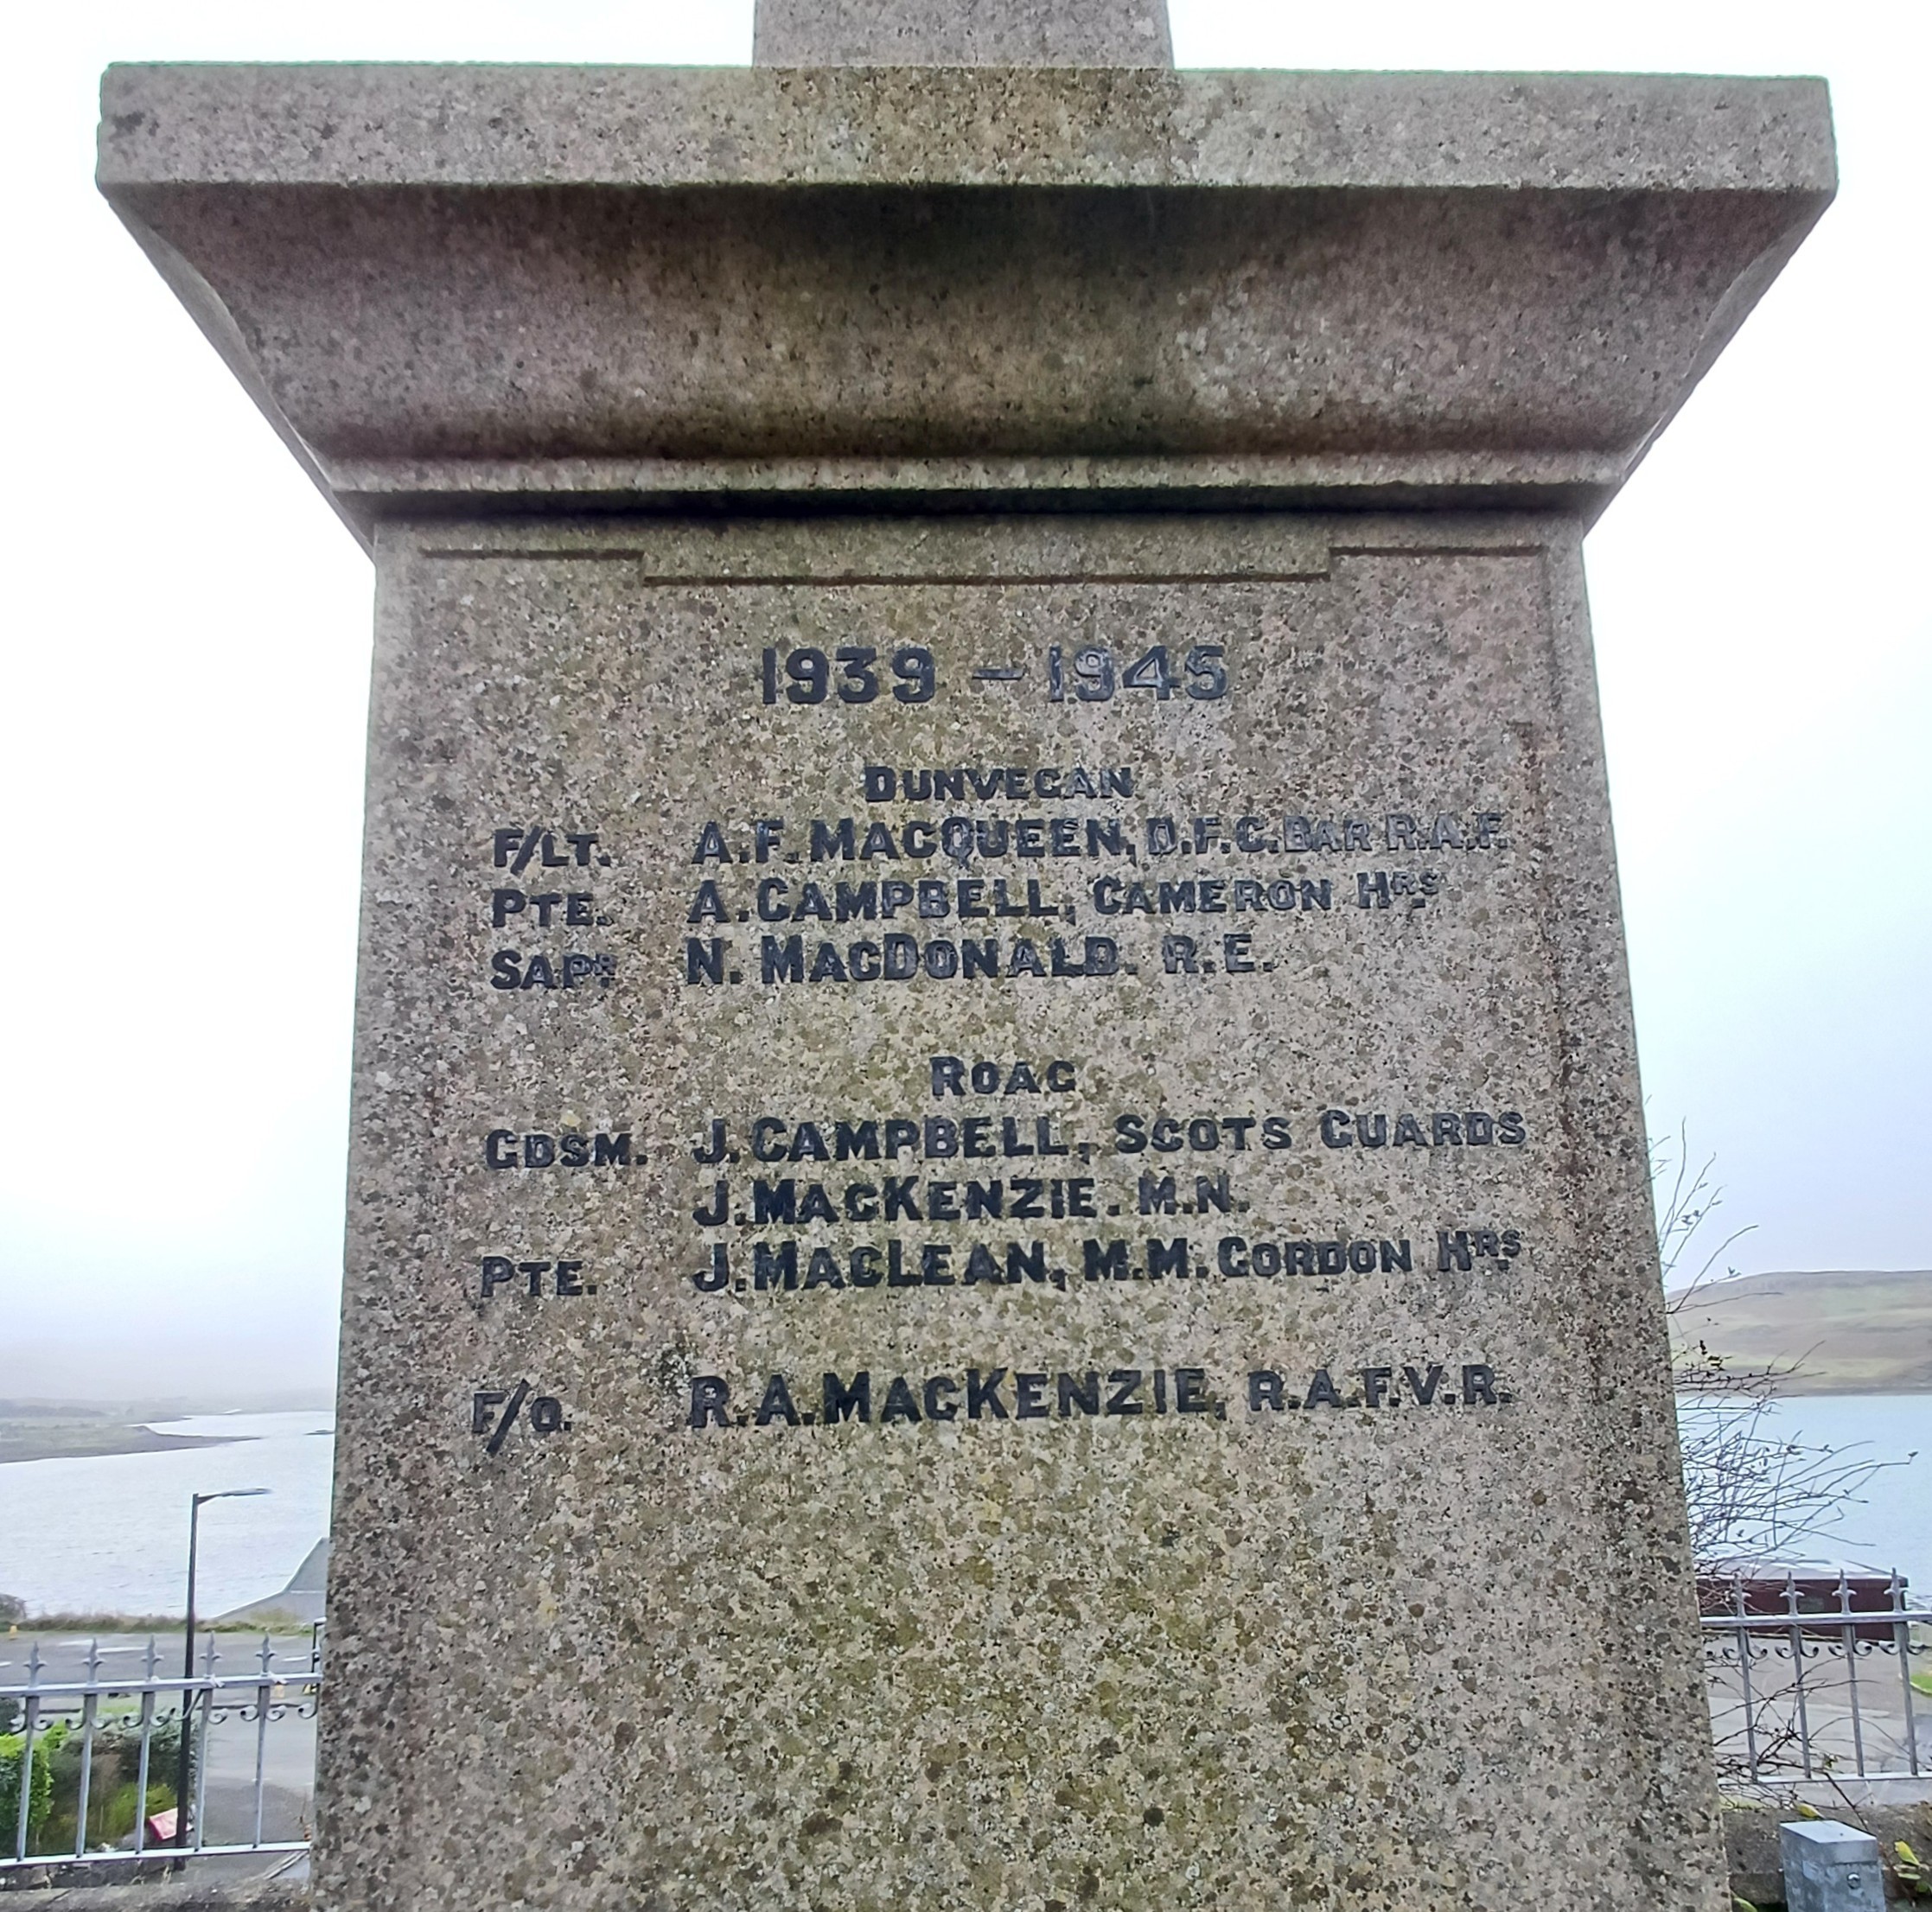 1939 – 1945
DUNVEGAN
F/LT. A.F. MACQUEEN, D.F.C. BAR R.A.F.
PTE. A. CAMPBELL, CAMERON HRS
SAPR. N. MACDONALD. R.E.
ROAG
GDSM. J. CAMPBELL, SCOTS GUARDS
J. MACKENZIE. M.N.
PTE. J. MACLEAN, M.M. GORDON HRS
F/O. R.A. MACKENZIE, R.A.F.V.R.